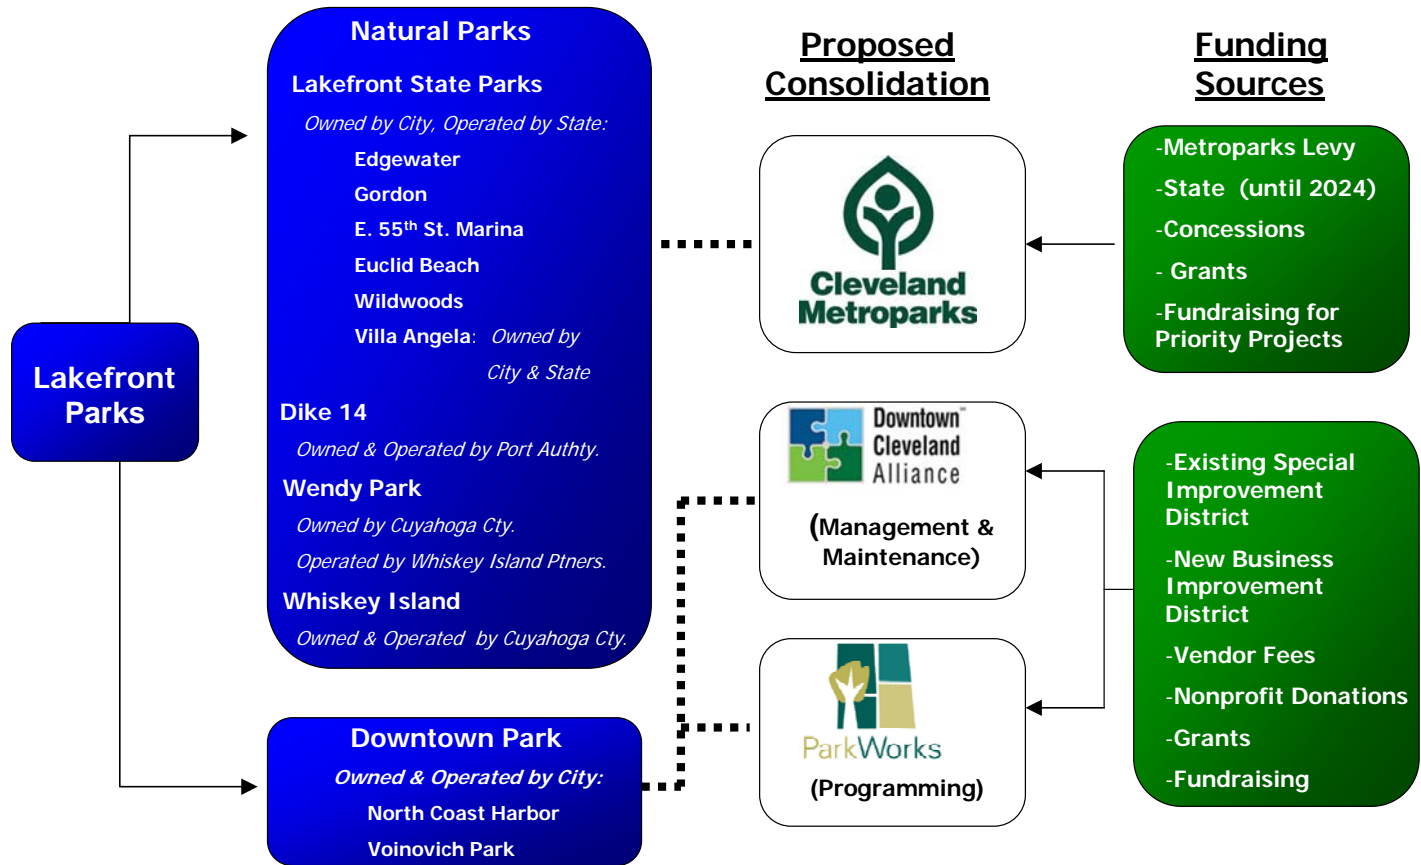 Lakefront
Parks
Natural Parks
Lakefront State Parks
Owned by City, Operated by State:
Edgewater
Gordon
E. 55th St. Marina
Euclid Beach
Wildwoods
Villa Angela: Owned by
City & State
Dike 14
Owned & Operated by Port Authty.
Wendy Park
Owned by Cuyahoga Cty.
Operated by Whiskey Island Ptners.
Whiskey Island
Owned & Operated by Cuyahoga Cty.
Downtown Park
Owned & Operated by City:
North Coast Harbor
Voinovich Park
Proposed
Consolidation
Cleveland
Metroparks
Downtown™
Cleveland
Alliance
(Management &
Maintenance)
ParkWorks
(Programming)
Funding
Sources
-Metroparks Levy
-State (until 2024)
-Concessions
- Grants
-Fundraising for
Priority Projects
-Existing Special
Improvement
District
-New Business
Improvement
District
-Vendor Fees
-Nonprofit Donations
-Grants
-Fundraising